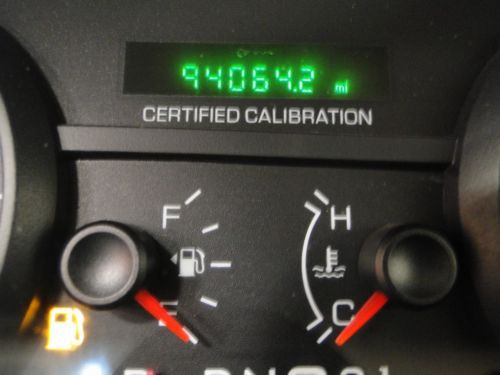 94064.2 mi
CERTIFIED CALIBRATION
F H
E C